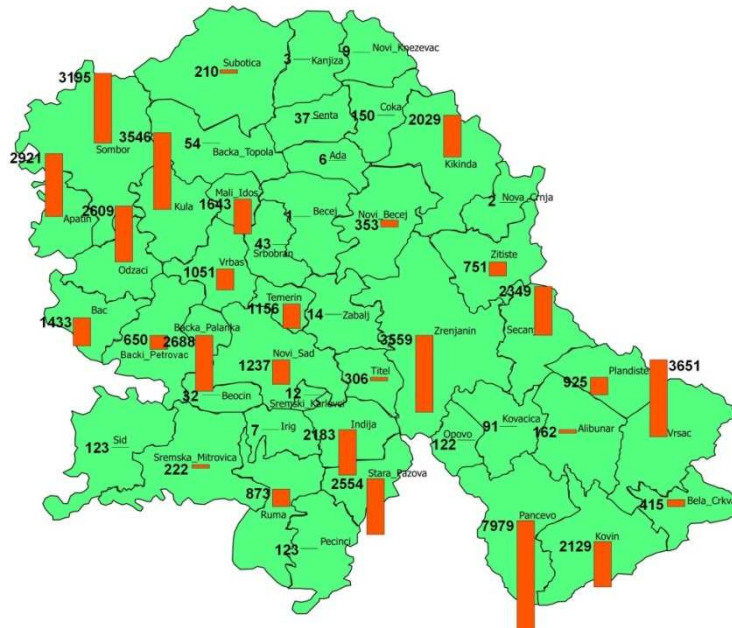 9
Novi_Knezevac
3
Kanjiza
3195
210
Subotica
Coka
150
2029
37
Senta
3546
54
Backa_Topola
Sombor
2921
6
Ada
Kikinda
Mali_Idos
1643
Nova_Crnja
2
2609
Kula
1
Becej
Novi_Becej
353
Apatin
43
Srbobran
Zitiste
751
Odzaci
Vrbas
1051
2349
Temerin
1156
14
Zabalj
Bac
1433
Backa_Palanka
650
2688
Backi_Petrovac
3559
Zrenjanin
Secanj
Novi_Sad
1237
Plandiste
3651
Titel
306
925
32
Beocin
12
Sremski_Karlovci
Kovacica
91
Alibunar
162
Vrsac
7
Irig
Indija
2183
Opovo
122
123
Sid
Sremska_Mitrovica
222
Stara_Pazova
2554
873
Ruma
Bela_Crkva
415
Pancevo
7979
Kovin
2129
Pecinci
123